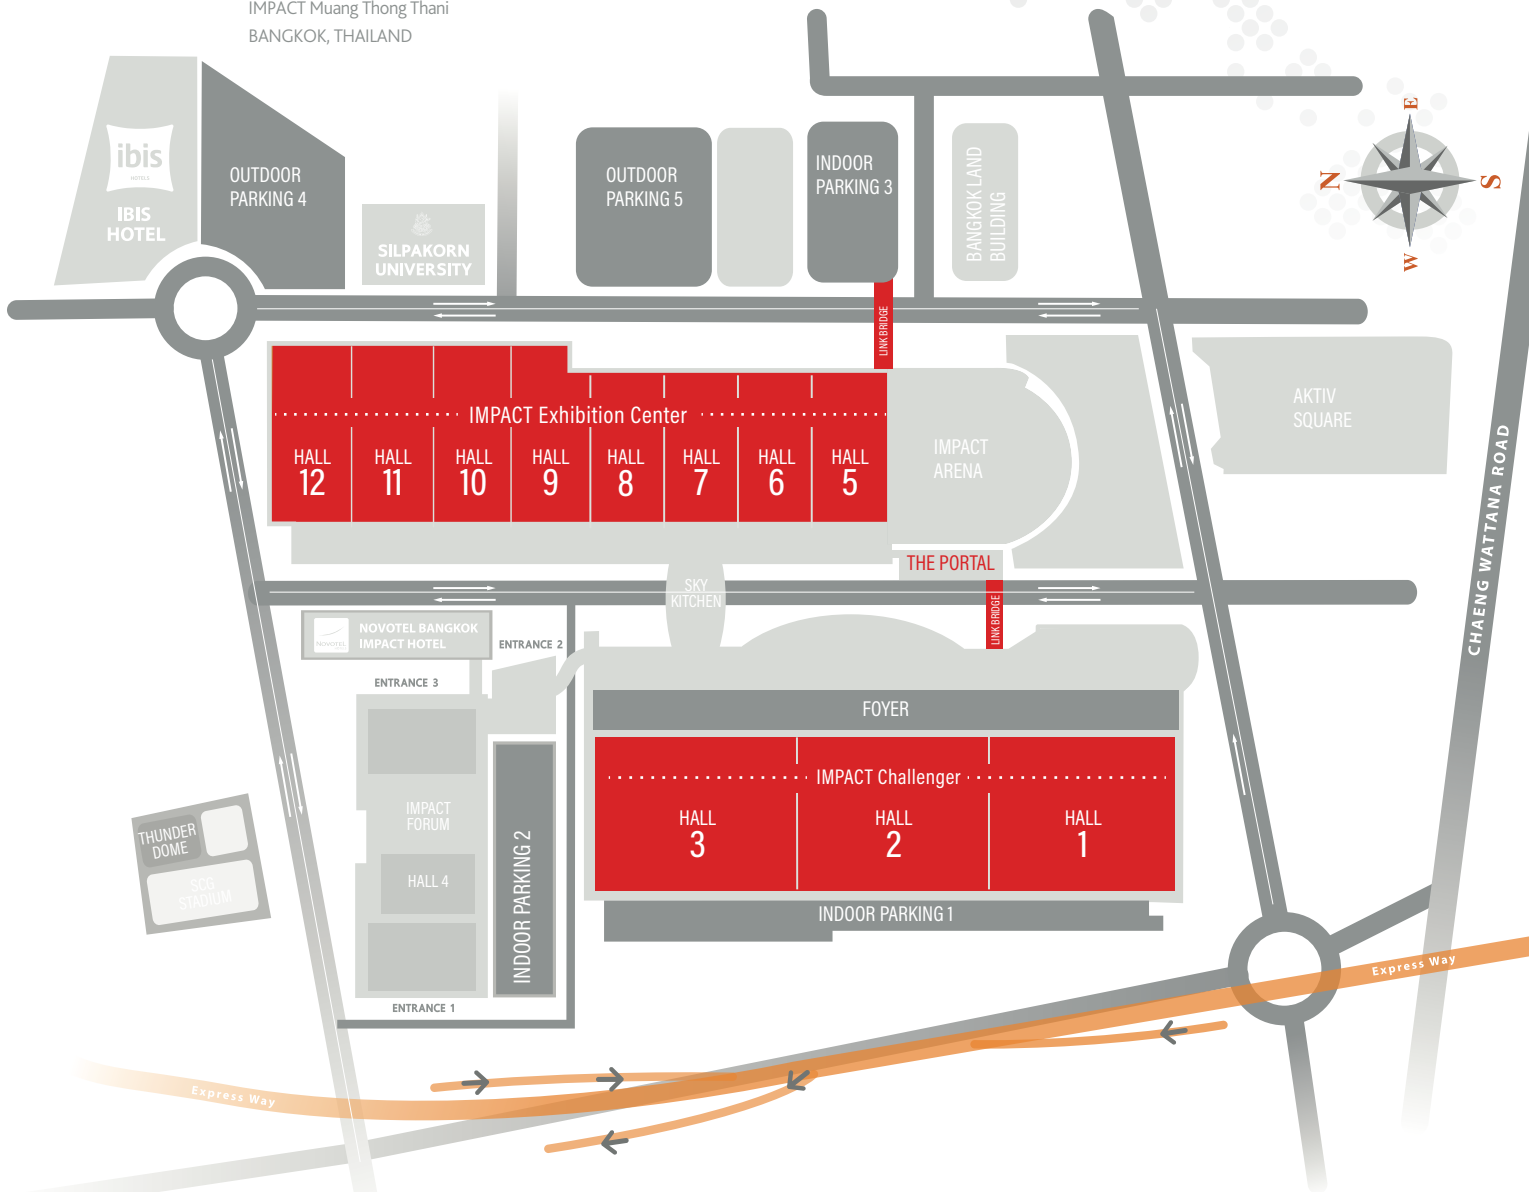 IMPACT Muang Thong Thani
BANGKOK, THAILAND
ibis
HOTELS
IBIS
HOTEL
OUTDOOR
PARKING 4
SILPAKORN
UNIVERSITY
OUTDOOR
PARKING 5
INDOOR
PARKING 3
BANGKOK LAND
BUILDING
E
N
S
W
LINK BRIDGE
IMPACT Exhibition Center
HALL
12
HALL
11
HALL
10
HALL
9
HALL
8
HALL
7
HALL
6
HALL
5
IMPACT
ARENA
AKTIV
SQUARE
CHAENG WATTANA ROAD
THE PORTAL
SKY
KITCHEN
LINK BRIDGE
NOVOTEL
NOVOTEL BANGKOK
IMPACT HOTEL
ENTRANCE 2
ENTRANCE 3
FOYER
IMPACT Challenger
HALL
3
HALL
2
HALL
1
IMPACT
FORUM
HALL 4
INDOOR PARKING 2
THUNDER
DOME
SCG
STADIUM
INDOOR PARKING 1
ENTRANCE 1
Express Way
Express Way